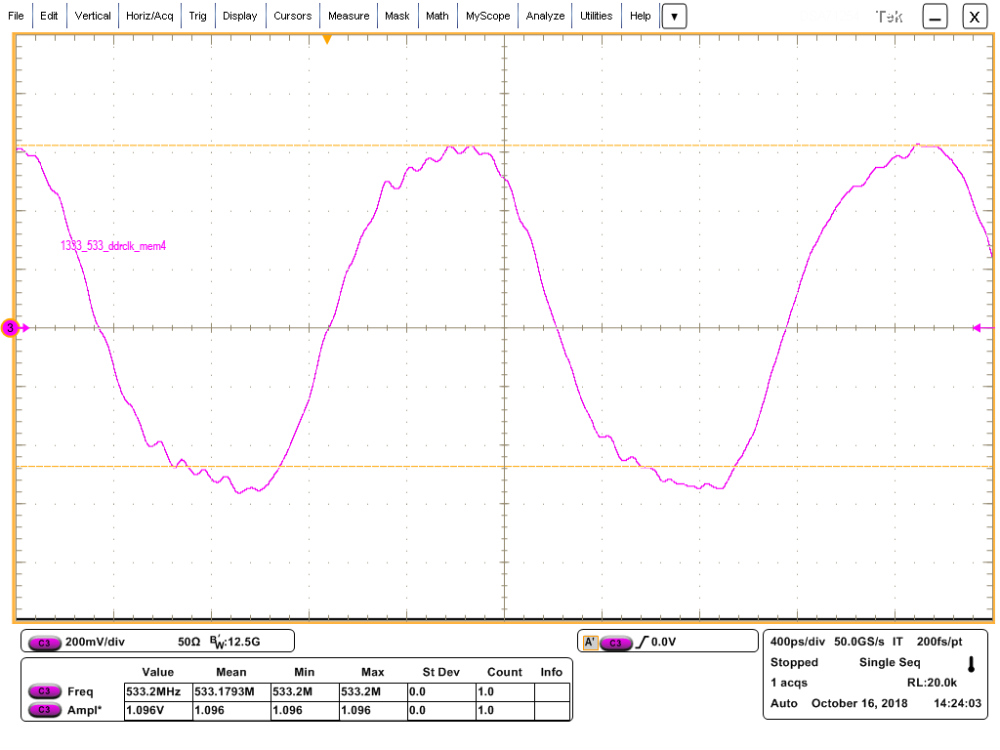 File Edit Vertical Horiz/Acq Trig Display Cursors Measure Mask Math MyScope Analyze Utilities Help ▼ Tek X
1333_533_ddrclk_mem4
3
C3 200mV/div 50Ω BW:12.5G
A' C3 0.0V
400ps/div 50.0GS/s IT 200fs/pt
Stopped Single Seq
1 acqs RL:20.0k
Auto October 16, 2018 14:24:03
Value Mean Min Max St Dev Count Info
C3 Freq 533.2MHz 533.1793M 533.2M 533.2M 0.0 1.0
C3 Ampl* 1.096V 1.096 1.096 1.096 0.0 1.0